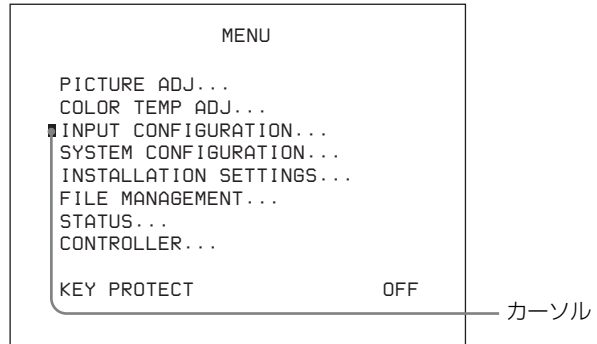 MENU
PICTURE ADJ...
COLOR TEMP ADJ...
INPUT CONFIGURATION...
SYSTEM CONFIGURATION...
INSTALLATION SETTINGS...
FILE MANAGEMENT...
STATUS...
CONTROLLER...
KEY PROTECT OFF
カーソル